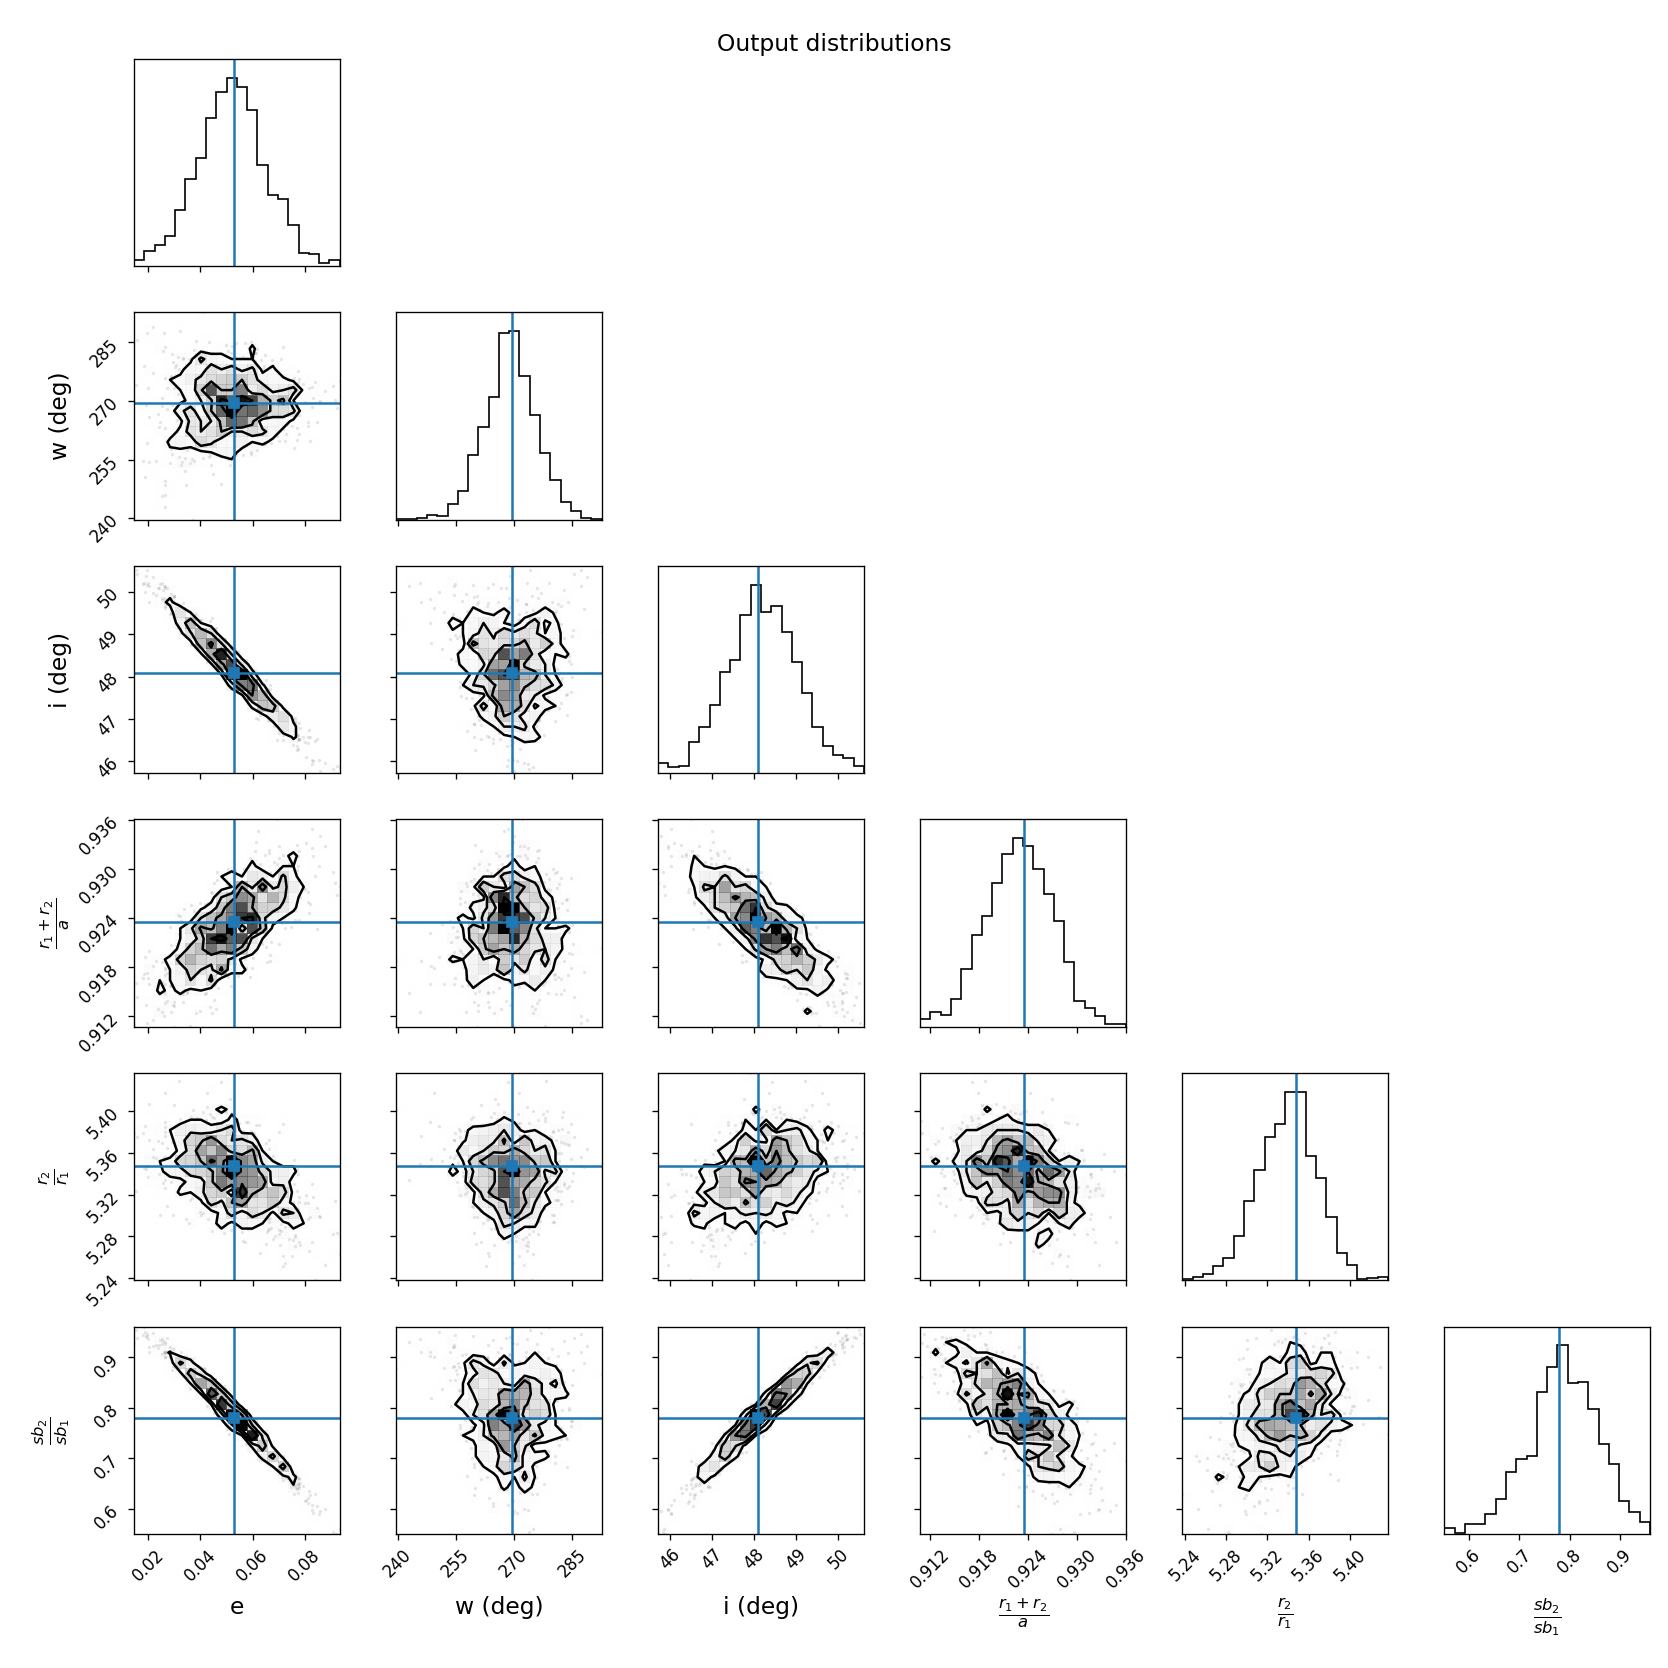 Output distributions
w (deg)
285
270
255
240
i (deg)
50
49
48
47
46
r₁ + r₂
a
0.936
0.930
0.924
0.918
0.912
r₂
r₁
5.40
5.36
5.32
5.28
5.24
sb₂
sb₁
0.9
0.8
0.7
0.6
0.02 0.04 0.06 0.08
240 255 270 285
46 47 48 49 50
0.912 0.918 0.924 0.930 0.936
5.24 5.28 5.32 5.36 5.40
0.6 0.7 0.8 0.9
e
w (deg)
i (deg)
r₁ + r₂
a
r₂
r₁
sb₂
sb₁